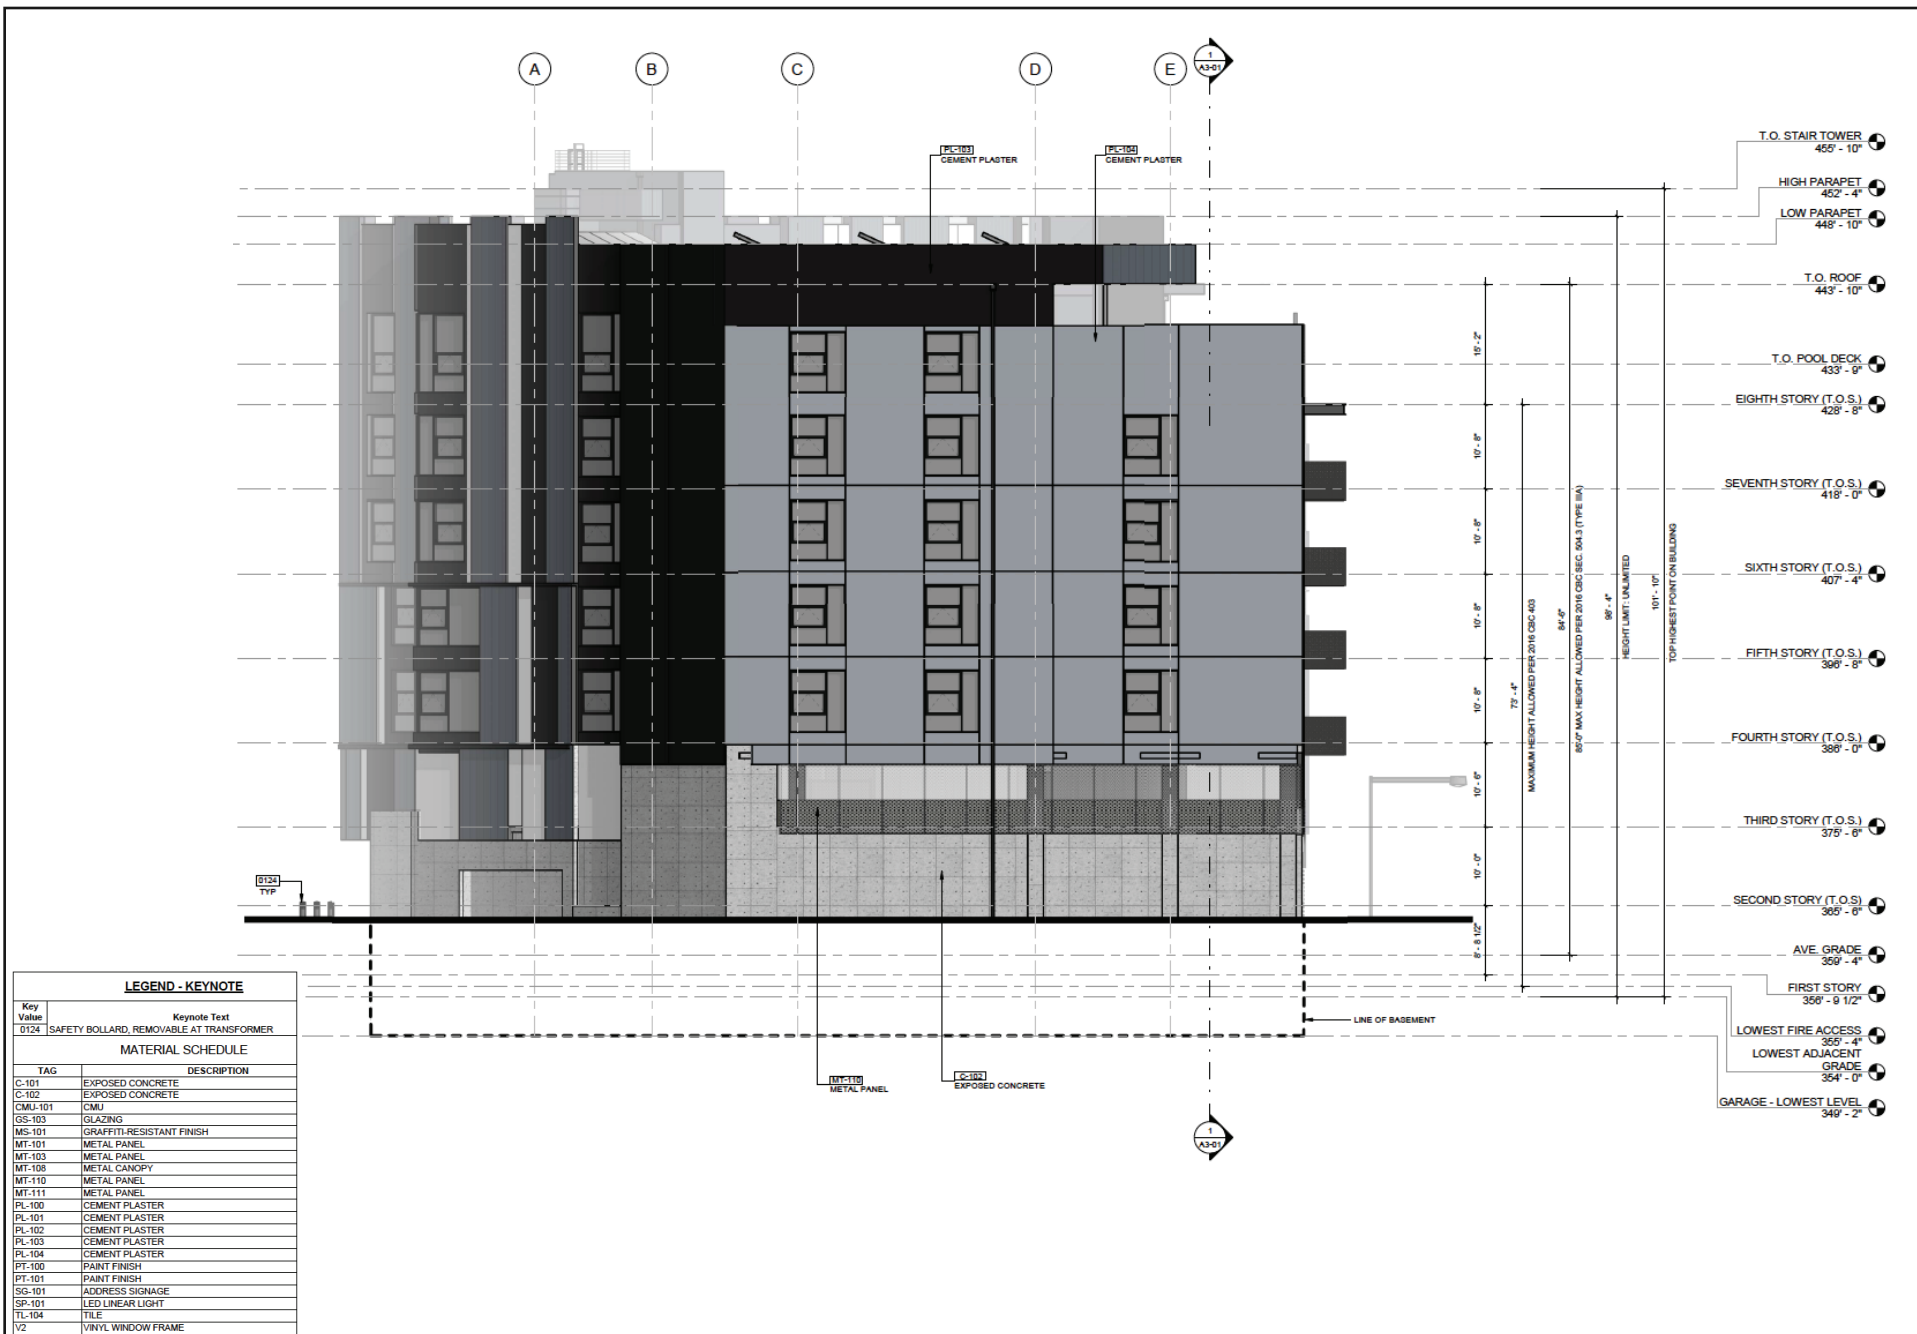 A
B
C
D
E
1
A3-01
PL-103
CEMENT PLASTER
PL-104
CEMENT PLASTER
T.O. STAIR TOWER
455' - 10"
HIGH PARAPET
452' - 4"
LOW PARAPET
448' - 10"
T.O. ROOF
443' - 10"
T.O. POOL DECK
433' - 9"
EIGHTH STORY (T.O.S.)
428' - 8"
SEVENTH STORY (T.O.S.)
418' - 0"
SIXTH STORY (T.O.S.)
407' - 4"
FIFTH STORY (T.O.S.)
396' - 8"
FOURTH STORY (T.O.S.)
386' - 0"
THIRD STORY (T.O.S.)
375' - 6"
SECOND STORY (T.O.S)
365' - 6"
AVE. GRADE
359' - 4"
FIRST STORY
356' - 9 1/2"
LOWEST FIRE ACCESS
355' - 4"
LOWEST ADJACENT
GRADE
354' - 0"
GARAGE - LOWEST LEVEL
349' - 2"
15' - 2"
10' - 8"
10' - 8"
10' - 8"
10' - 8"
10' - 6"
10' - 0"
8' - 8 1/2"
73' - 4"
MAXIMUM HEIGHT ALLOWED PER 2016 CBC 403
84'-6"
85'-0" MAX HEIGHT ALLOWED PER 2016 CBC SEC. 504.3 (TYPE IIIA)
98' - 4"
HEIGHT LIMIT: UNLIMITED
101' - 10"
TOP HIGHEST POINT ON BUILDING
0124
TYP
LINE OF BASEMENT
MT-110
METAL PANEL
C-102
EXPOSED CONCRETE
1
A3-01
LEGEND - KEYNOTE
Key
Value Keynote Text
0124 SAFETY BOLLARD, REMOVABLE AT TRANSFORMER
MATERIAL SCHEDULE
TAG DESCRIPTION
C-101 EXPOSED CONCRETE
C-102 EXPOSED CONCRETE
CMU-101 CMU
GS-103 GLAZING
MS-101 GRAFFITI-RESISTANT FINISH
MT-101 METAL PANEL
MT-103 METAL PANEL
MT-108 METAL CANOPY
MT-110 METAL PANEL
MT-111 METAL PANEL
PL-100 CEMENT PLASTER
PL-101 CEMENT PLASTER
PL-102 CEMENT PLASTER
PL-103 CEMENT PLASTER
PL-104 CEMENT PLASTER
PT-100 PAINT FINISH
PT-101 PAINT FINISH
SG-101 ADDRESS SIGNAGE
SP-101 LED LINEAR LIGHT
TL-104 TILE
V2 VINYL WINDOW FRAME